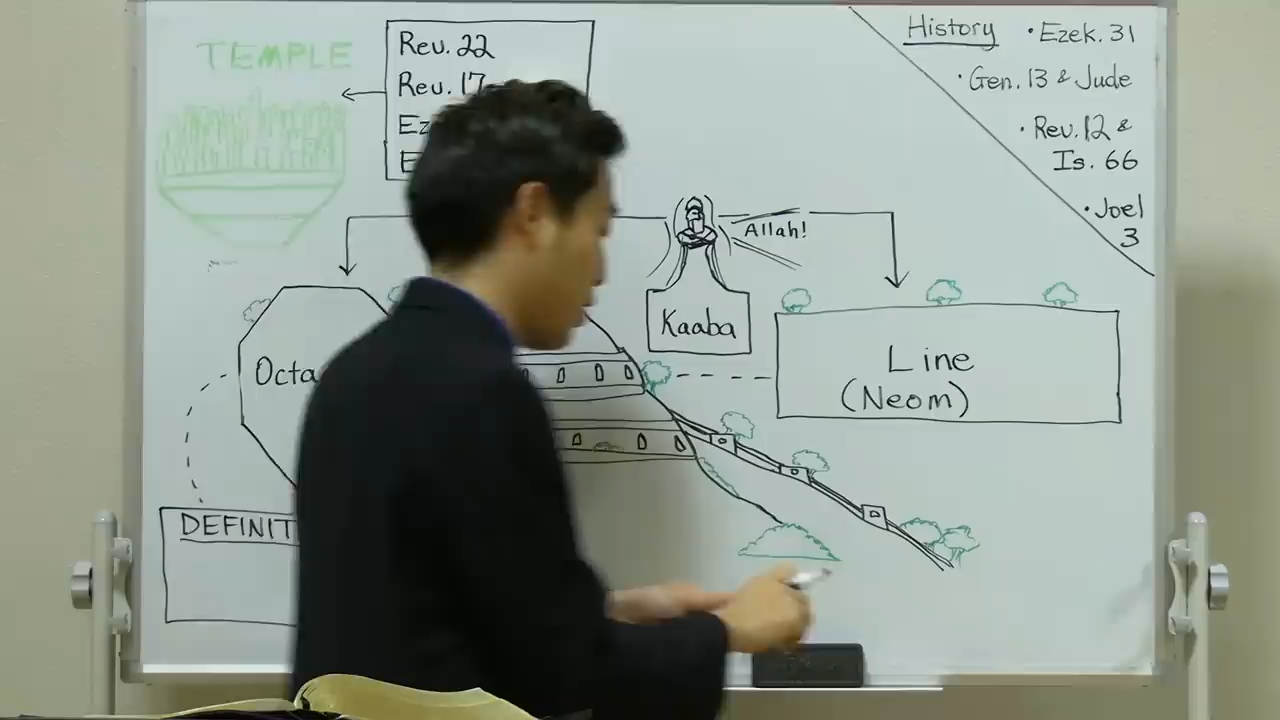 TEMPLE
Rev. 22
Rev. 17
Ez
E
History
• Ezek. 31
• Gen. 13 & Jude
• Rev. 12 &
Is. 66
• Joel
3
Allah!
Kaaba
Octa
Line
(Neom)
DEFINIT